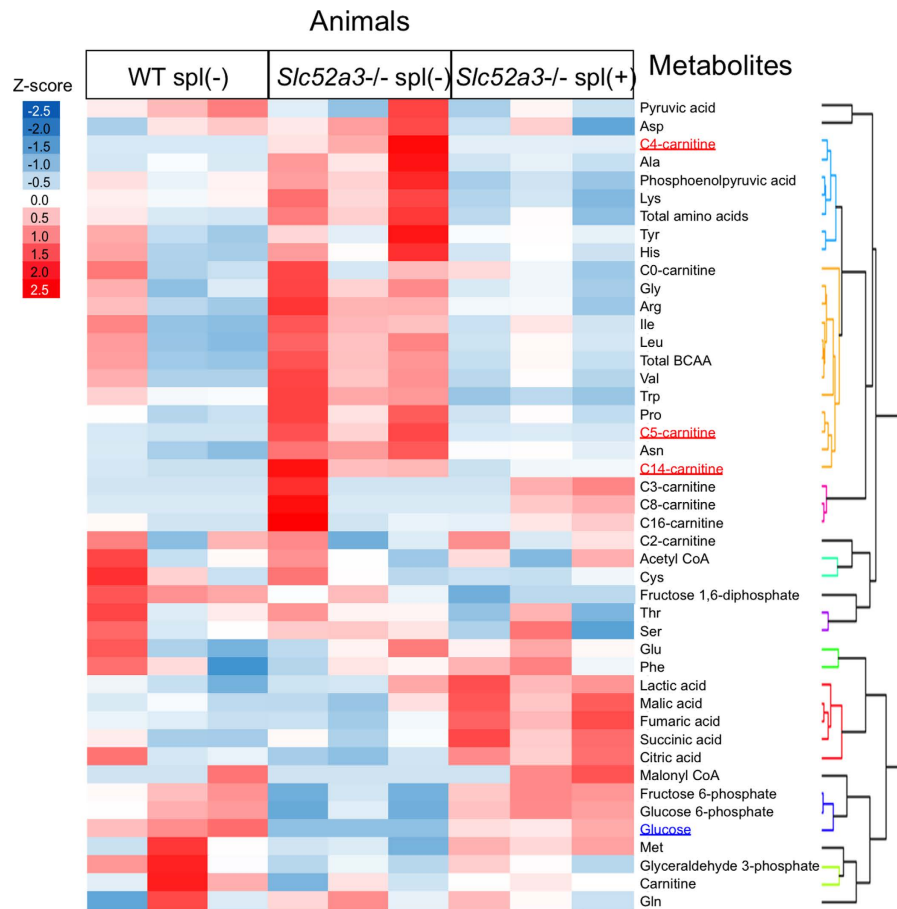 Animals
WT spl(-)
Slc52a3-/- spl(-)
Slc52a3-/- spl(+)
Metabolites
Z-score
-2.5
-2.0
-1.5
-1.0
-0.5
0.0
0.5
1.0
1.5
2.0
2.5
Pyruvic acid
Asp
C4-carnitine
Ala
Phosphoenolpyruvic acid
Lys
Total amino acids
Tyr
His
C0-carnitine
Gly
Arg
Ile
Leu
Total BCAA
Val
Trp
Pro
C5-carnitine
Asn
C14-carnitine
C3-carnitine
C8-carnitine
C16-carnitine
C2-carnitine
Acetyl CoA
Cys
Fructose 1,6-diphosphate
Thr
Ser
Glu
Phe
Lactic acid
Malic acid
Fumaric acid
Succinic acid
Citric acid
Malonyl CoA
Fructose 6-phosphate
Glucose 6-phosphate
Glucose
Met
Glyceraldehyde 3-phosphate
Carnitine
Gln